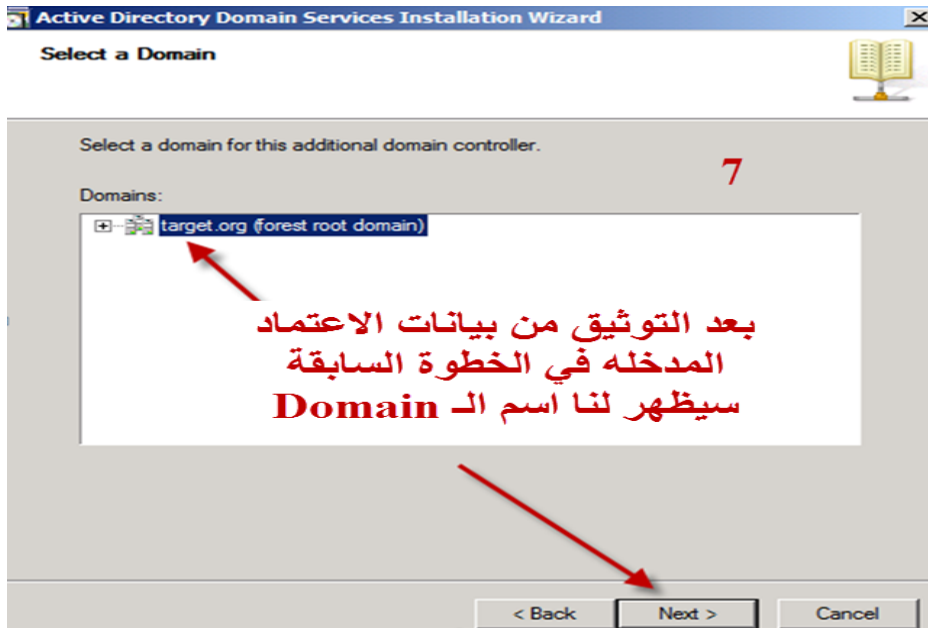 Active Directory Domain Services Installation Wizard
Select a Domain
Select a domain for this additional domain controller.
7
Domains:
target.org (forest root domain)
بعد التوثيق من بيانات الاعتماد
المدخله في الخطوة السابقة
سيظهر لنا اسم الـ Domain
< Back
Next >
Cancel